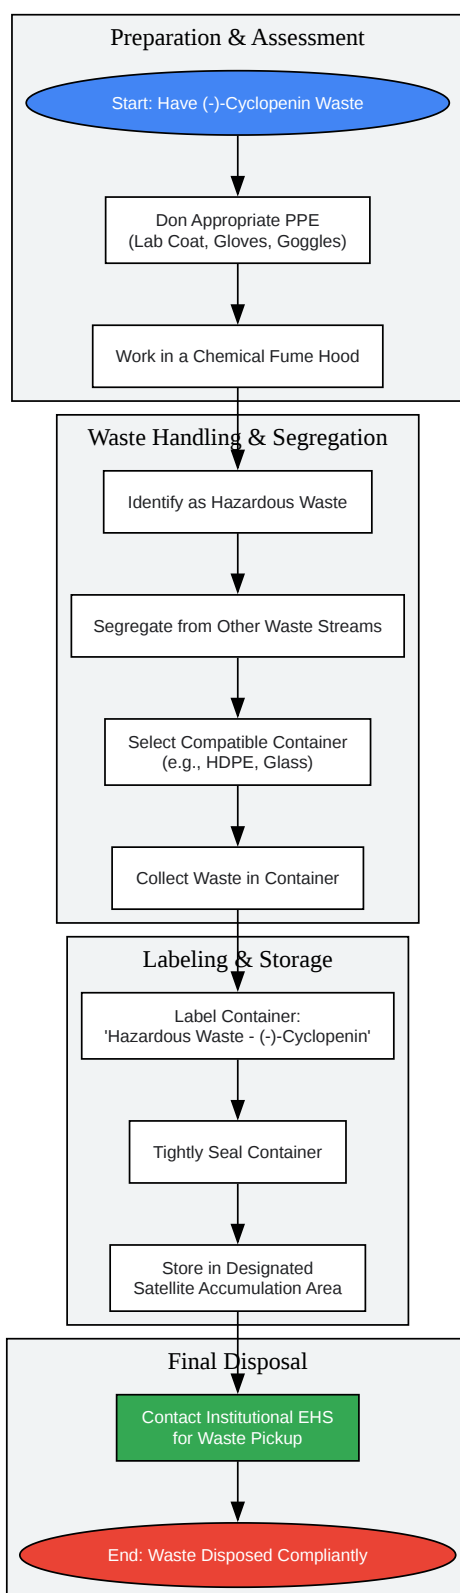 Preparation & Assessment
Start: Have (-)-Cyclopenin Waste
Don Appropriate PPE
(Lab Coat, Gloves, Goggles)
Work in a Chemical Fume Hood
Waste Handling & Segregation
Identify as Hazardous Waste
Segregate from Other Waste Streams
Select Compatible Container
(e.g., HDPE, Glass)
Collect Waste in Container
Labeling & Storage
Label Container:
'Hazardous Waste - (-)-Cyclopenin'
Tightly Seal Container
Store in Designated
Satellite Accumulation Area
Final Disposal
Contact Institutional EHS
for Waste Pickup
End: Waste Disposed Compliantly